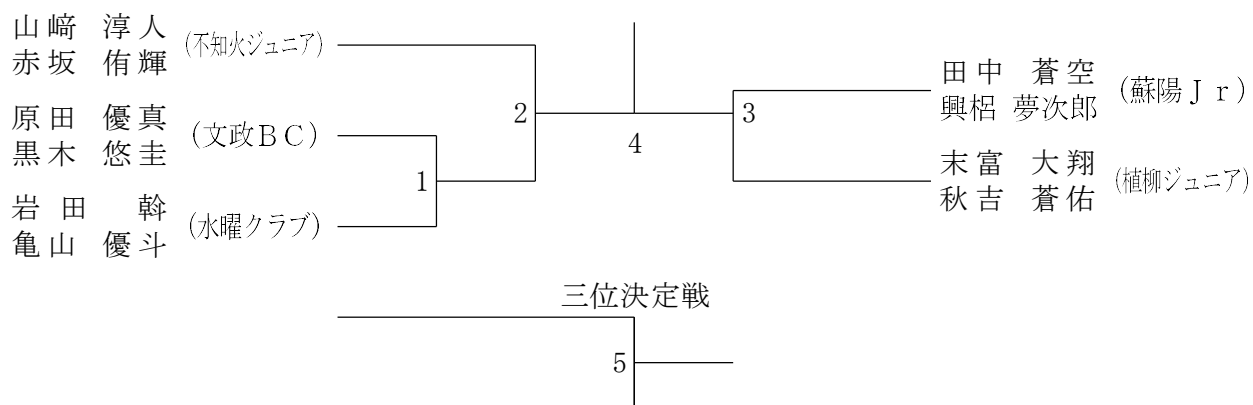 山﨑 淳人
赤坂 侑輝
(不知火ジュニア)
原田 優真
黒木 悠圭
(文政BC)
岩田 斡
亀山 優斗
(水曜クラブ)
1
2
4
3
田中 蒼空
興梠 夢次郎
(蘇陽Jr)
末富 大翔
秋吉 蒼佑
(植柳ジュニア)
三位決定戦
5